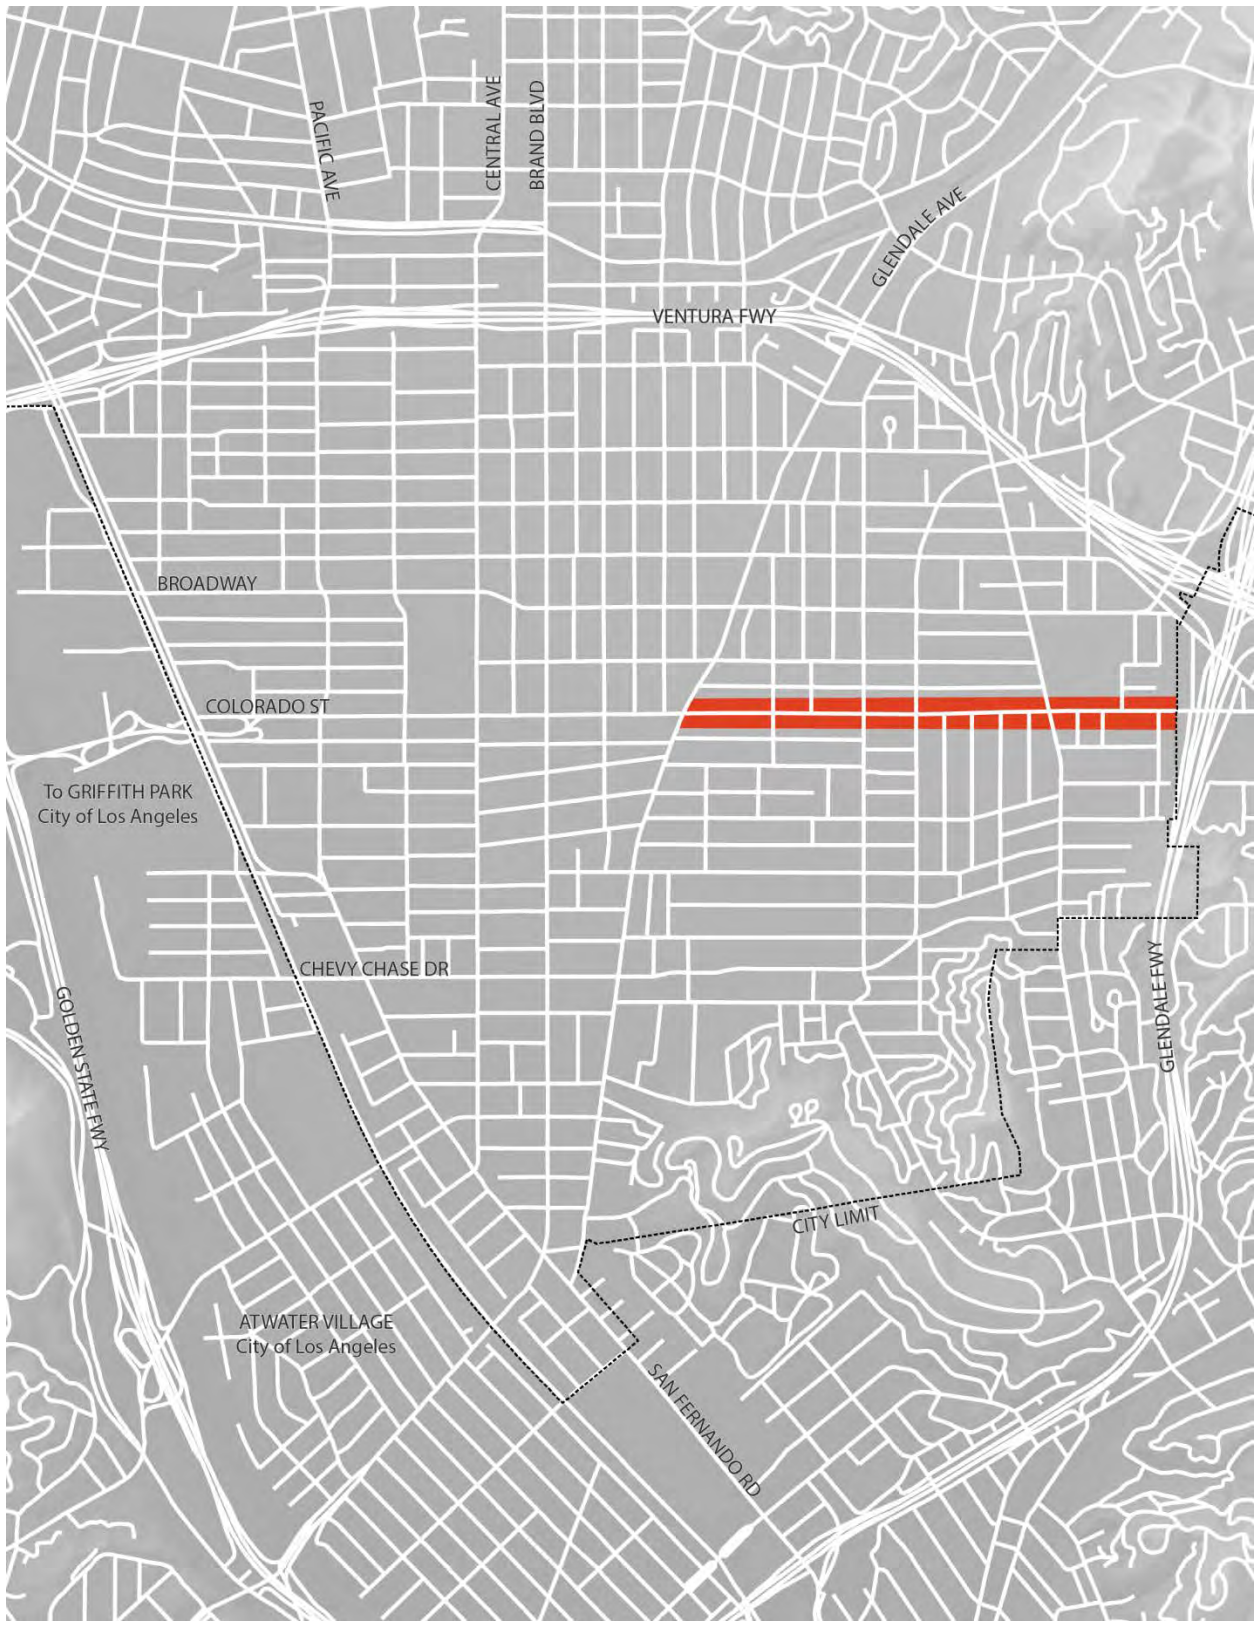 PACIFIC AVE
CENTRAL AVE
BRAND BLVD
GLENDALE AVE
VENTURA FWY
BROADWAY
COLORADO ST
To GRIFFITH PARK
City of Los Angeles
CHEVY CHASE DR
GOLDEN STATE FWY
GLENDALE FWY
CITY LIMIT
ATWATER VILLAGE
City of Los Angeles
SAN FERNANDO RD